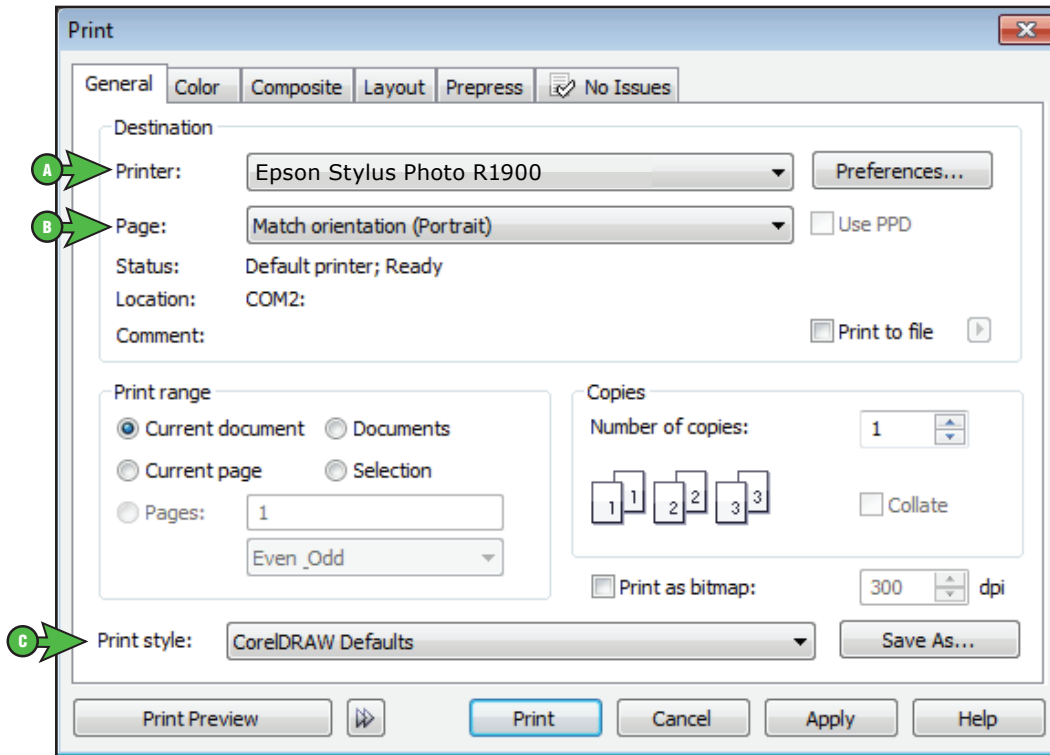 Print
General Color Composite Layout Prepress No Issues
Destination
A Printer: Epson Stylus Photo R1900 Preferences...
B Page: Match orientation (Portrait) Use PPD
Status: Default printer; Ready
Location: COM2:
Comment: Print to file
Print range
Current document Documents
Current page Selection
Pages: 1
Even_Odd
Copies
Number of copies: 1
1 1 2 2 3 3 Collate
Print as bitmap: 300 dpi
C Print style: CorelDRAW Defaults Save As...
Print Preview Print Cancel Apply Help